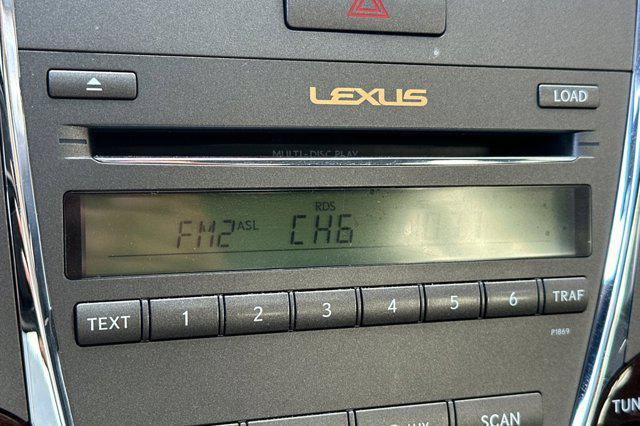 LEXUS
LOAD
MULTI-DISC PLAY
RDS
FM2 ASL CH6
TEXT 1 2 3 4 5 6 TRAF
P1869
TUN
SCAN